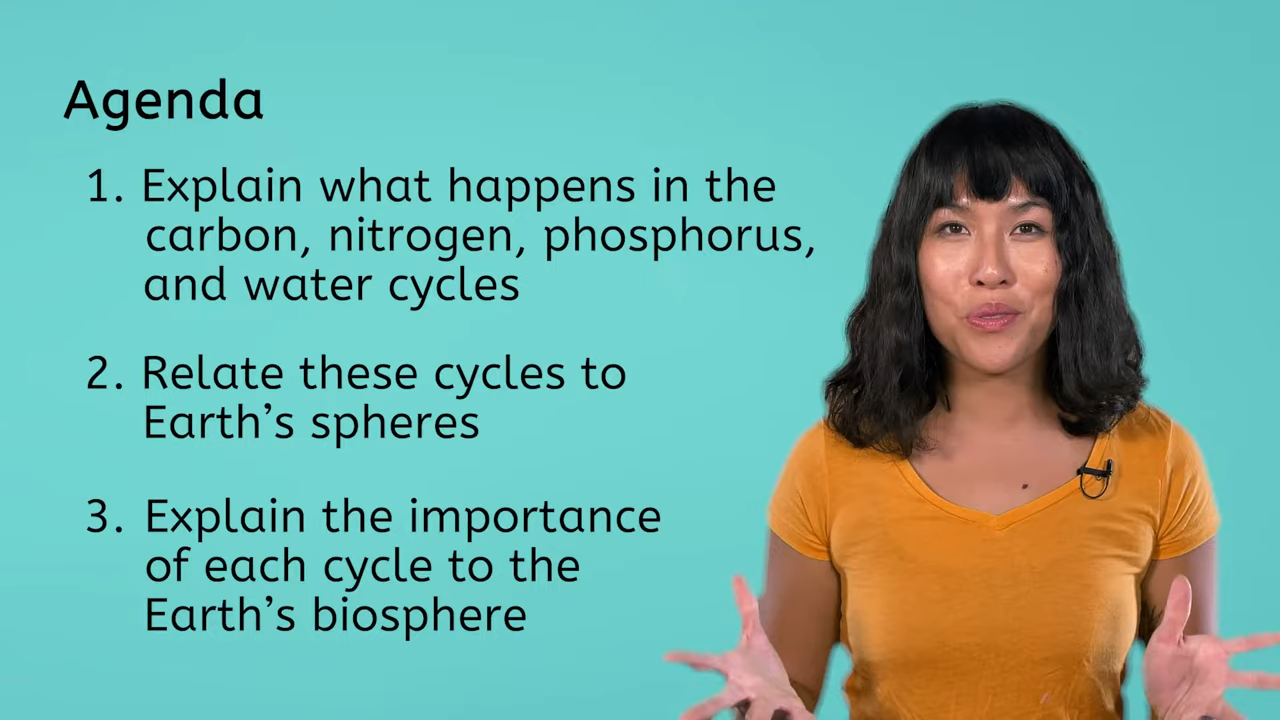 Agenda
1. Explain what happens in the
carbon, nitrogen, phosphorus,
and water cycles
2. Relate these cycles to
Earth’s spheres
3. Explain the importance
of each cycle to the
Earth’s biosphere